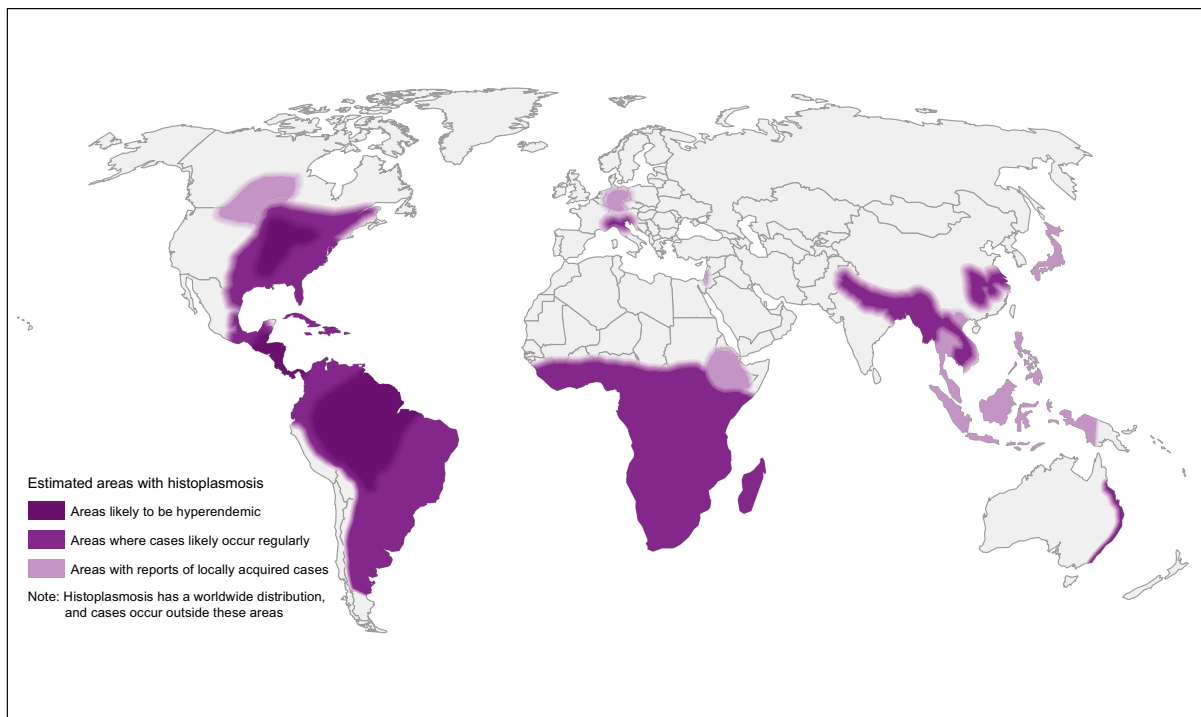 Estimated areas with histoplasmosis
Areas likely to be hyperendemic
Areas where cases likely occur regularly
Areas with reports of locally acquired cases
Note: Histoplasmosis has a worldwide distribution,
and cases occur outside these areas